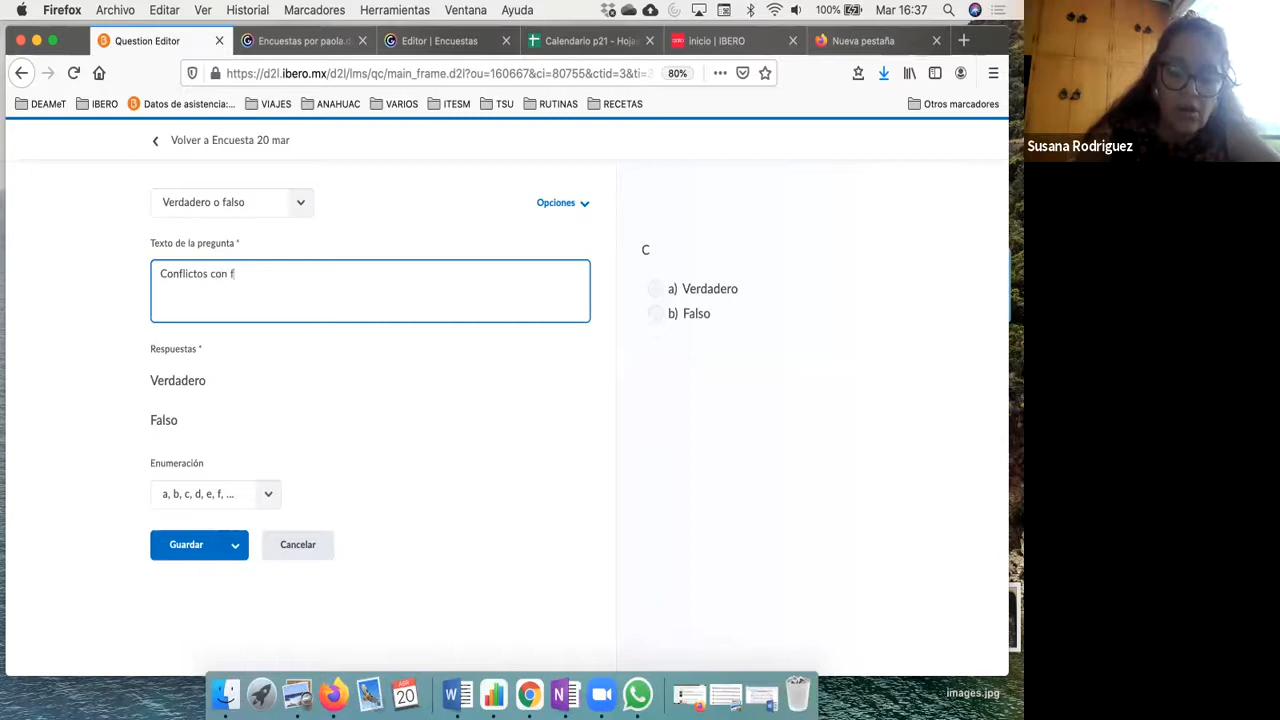 Firefox Archivo Editar Ver Historial Marcadores Herramientas Ventana Ayuda 100% Mar 16:37
Question Editor Encuestas por paola.d Editor | Encuestas Calendario p21 - Hojas inicio | IBERO Nueva pestaña
https://d2l.ibero.mx/d2l/lms/qc/main_frame.d2l?ou=160667&ci=80755&ctid=3&ti=3 80%
DEAMeT IBERO Datos de asistencia:... VIAJES ANAHUAC VARIOS ITESM TSU RUTINAS RECETAS Otros marcadores
Susana Rodriguez
Volver a Encuesta 20 mar
Verdadero o falso
Opciones
Texto de la pregunta *
Conflictos con f
C
a) Verdadero
b) Falso
Respuestas *
Verdadero
Falso
Enumeración
a, b, c, d, e, f, ...
Guardar Cancelar
20
images.jpg